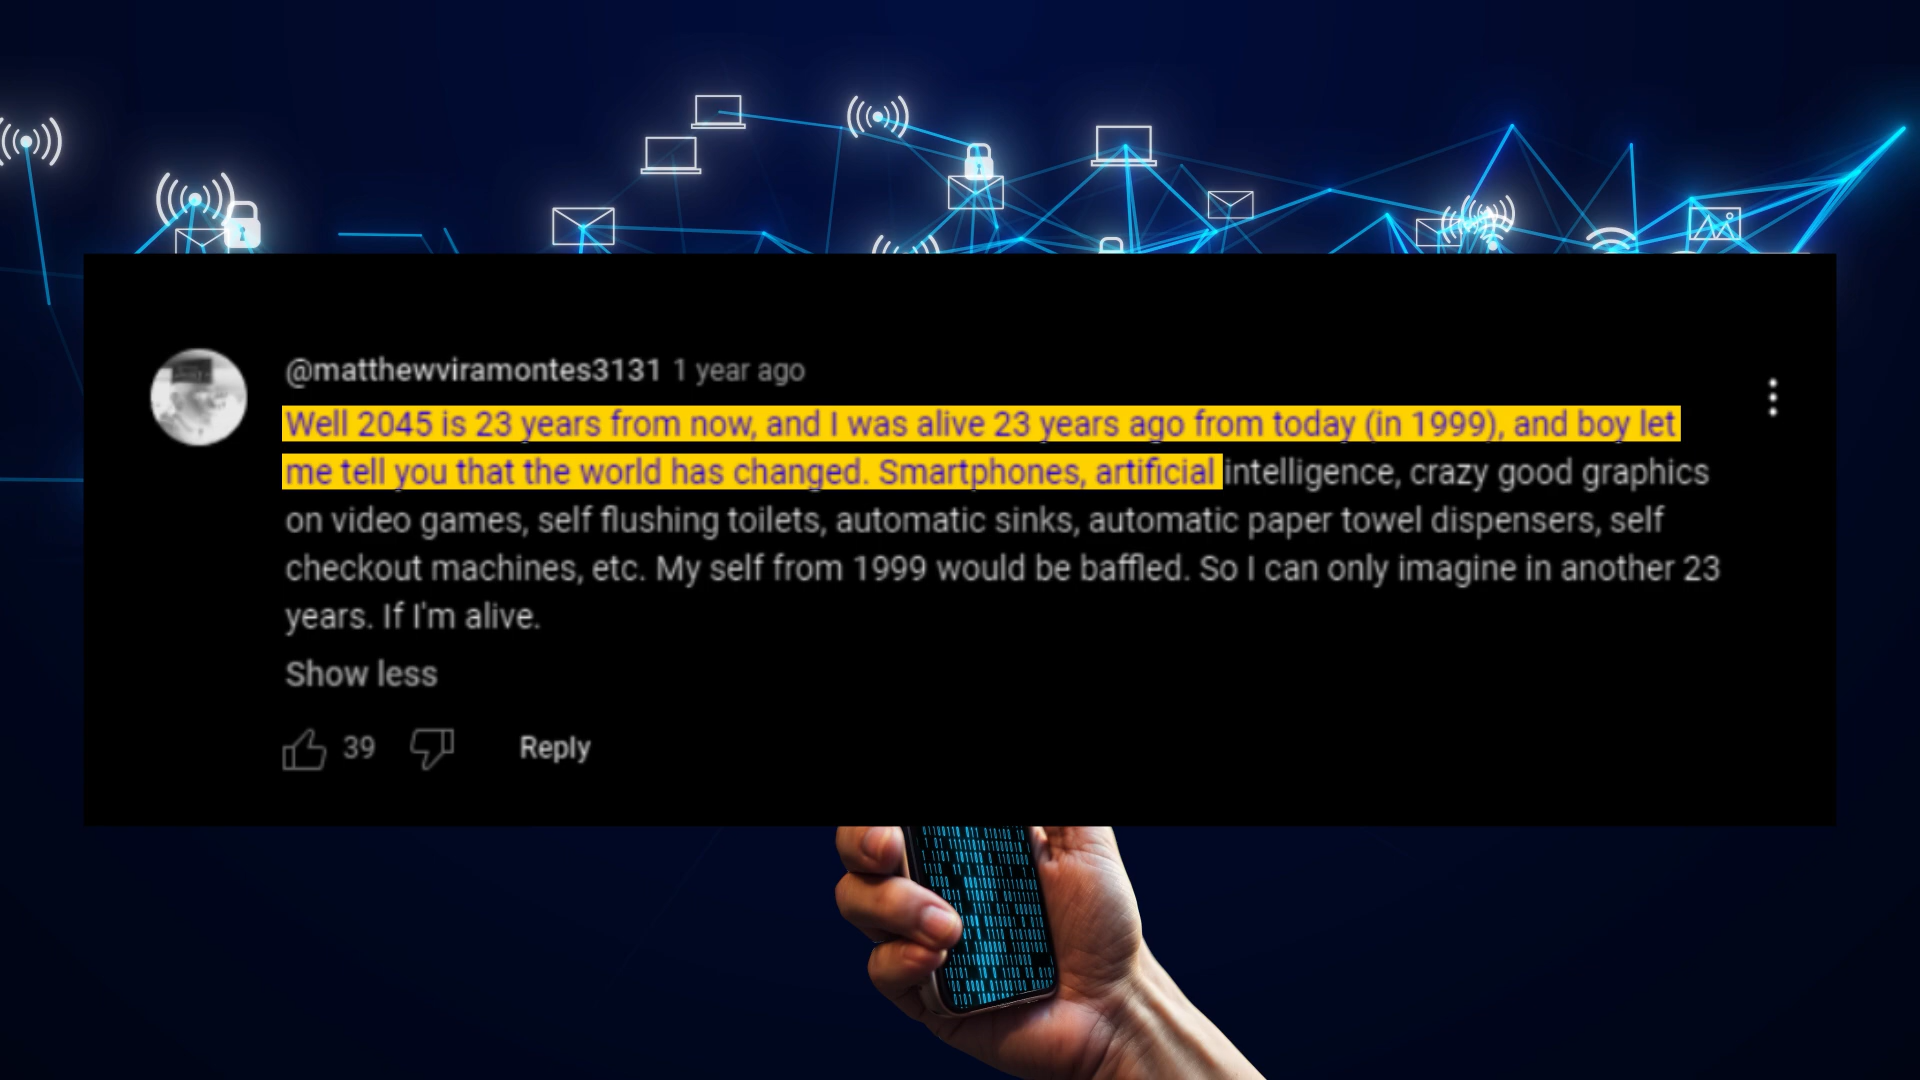 @matthewviramontes3131 1 year ago
Well 2045 is 23 years from now, and I was alive 23 years ago from today (in 1999), and boy let
me tell you that the world has changed. Smartphones, artificial intelligence, crazy good graphics
on video games, self flushing toilets, automatic sinks, automatic paper towel dispensers, self
checkout machines, etc. My self from 1999 would be baffled. So I can only imagine in another 23
years. If I'm alive.
Show less
39 Reply